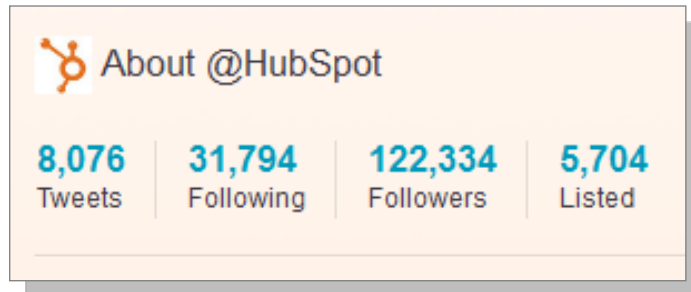 About @HubSpot
8,076 31,794 122,334 5,704
Tweets Following Followers Listed